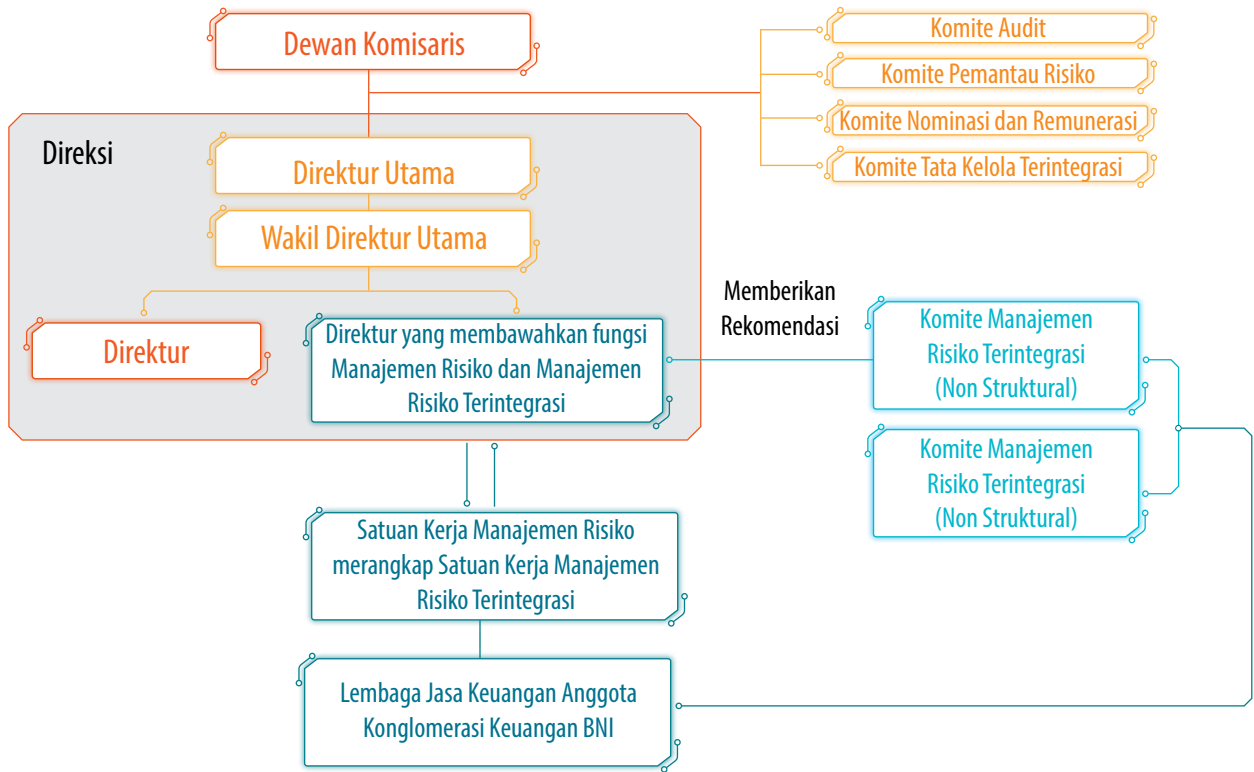 Dewan Komisaris
Komite Audit
Komite Pemantau Risiko
Komite Nominasi dan Remunerasi
Komite Tata Kelola Terintegrasi
Direksi
Direktur Utama
Wakil Direktur Utama
Direktur
Direktur yang membawahkan fungsi
Manajemen Risiko dan Manajemen
Risiko Terintegrasi
Memberikan
Rekomendasi
Komite Manajemen
Risiko Terintegrasi
(Non Struktural)
Komite Manajemen
Risiko Terintegrasi
(Non Struktural)
Satuan Kerja Manajemen Risiko
merangkap Satuan Kerja Manajemen
Risiko Terintegrasi
Lembaga Jasa Keuangan Anggota
Konglomerasi Keuangan BNI